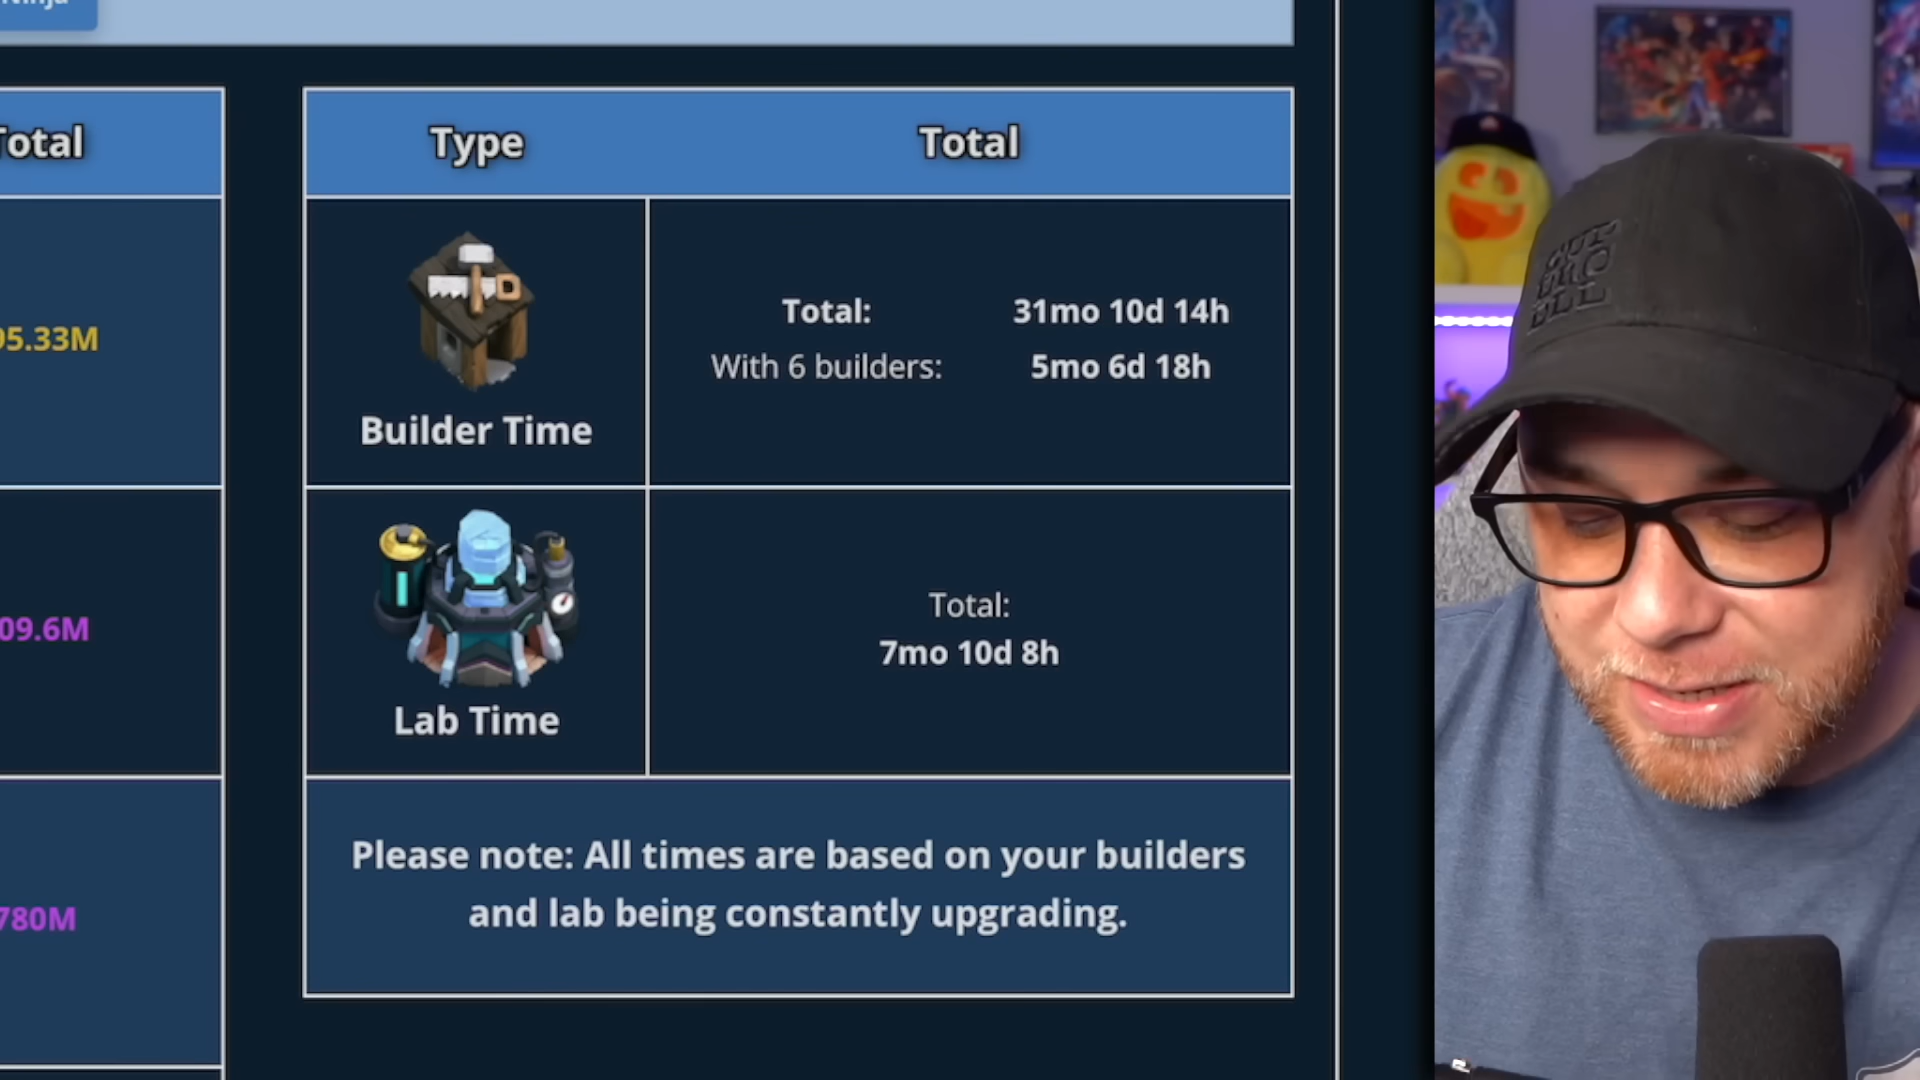 Ninja
Total
Type
Total
95.33M
Total:
31mo 10d 14h
With 6 builders:
5mo 6d 18h
Builder Time
09.6M
Total:
7mo 10d 8h
Lab Time
780M
Please note: All times are based on your builders
and lab being constantly upgrading.